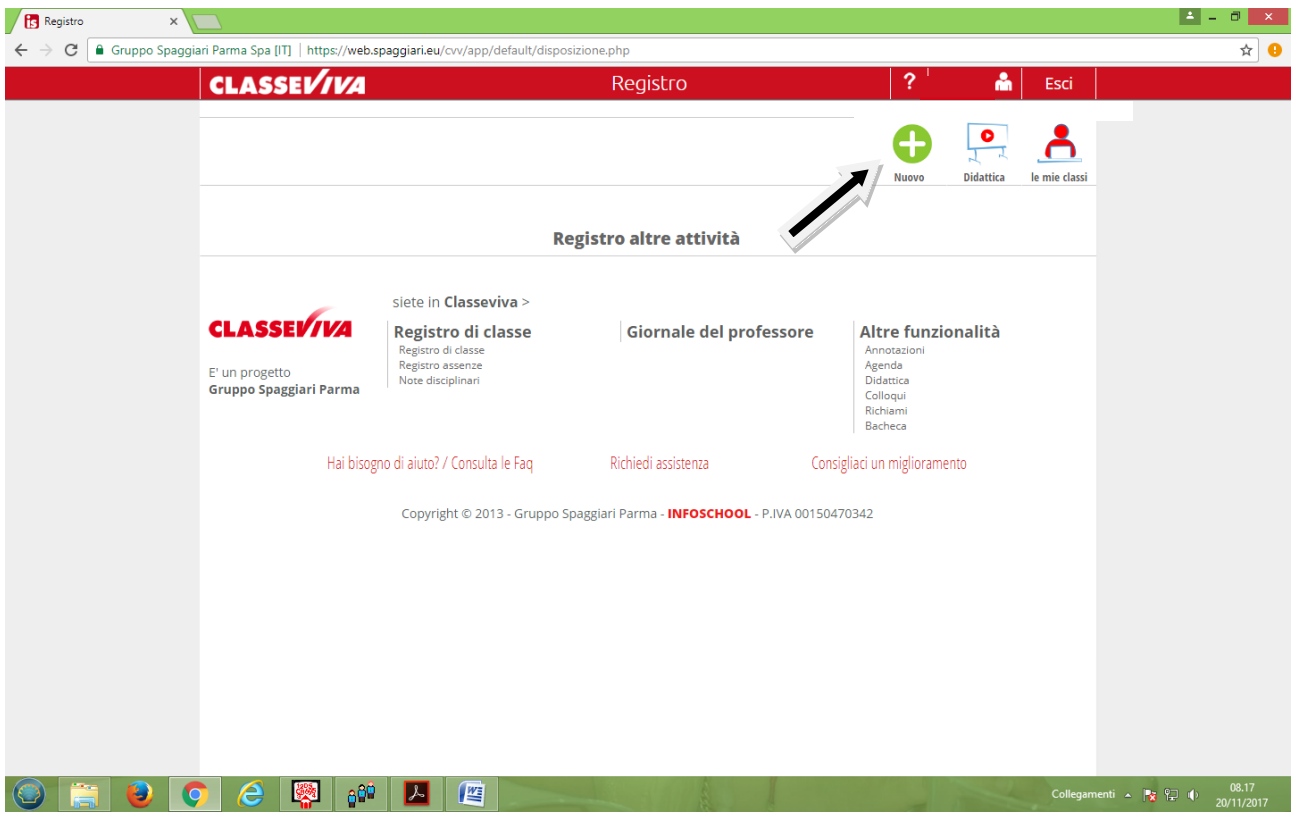 Registro
Gruppo Spaggiari Parma Spa [IT] | https://web.spaggiari.eu/cvv/app/default/disposizione.php
CLASSEVIVA Registro ? Esci
Nuovo Didattica le mie classi
Registro altre attività
siete in Classeviva >
CLASSEVIVA
E' un progetto
Gruppo Spaggiari Parma
Registro di classe
Registro di classe
Registro assenze
Note disciplinari
Giornale del professore
Altre funzionalità
Annotazioni
Agenda
Didattica
Colloqui
Richiami
Bacheca
Hai bisogno di aiuto? / Consulta le Faq Richiedi assistenza Consigliaci un miglioramento
Copyright © 2013 - Gruppo Spaggiari Parma - INFOSCHOOL - P.IVA 00150470342
Collegamenti 08.17
20/11/2017